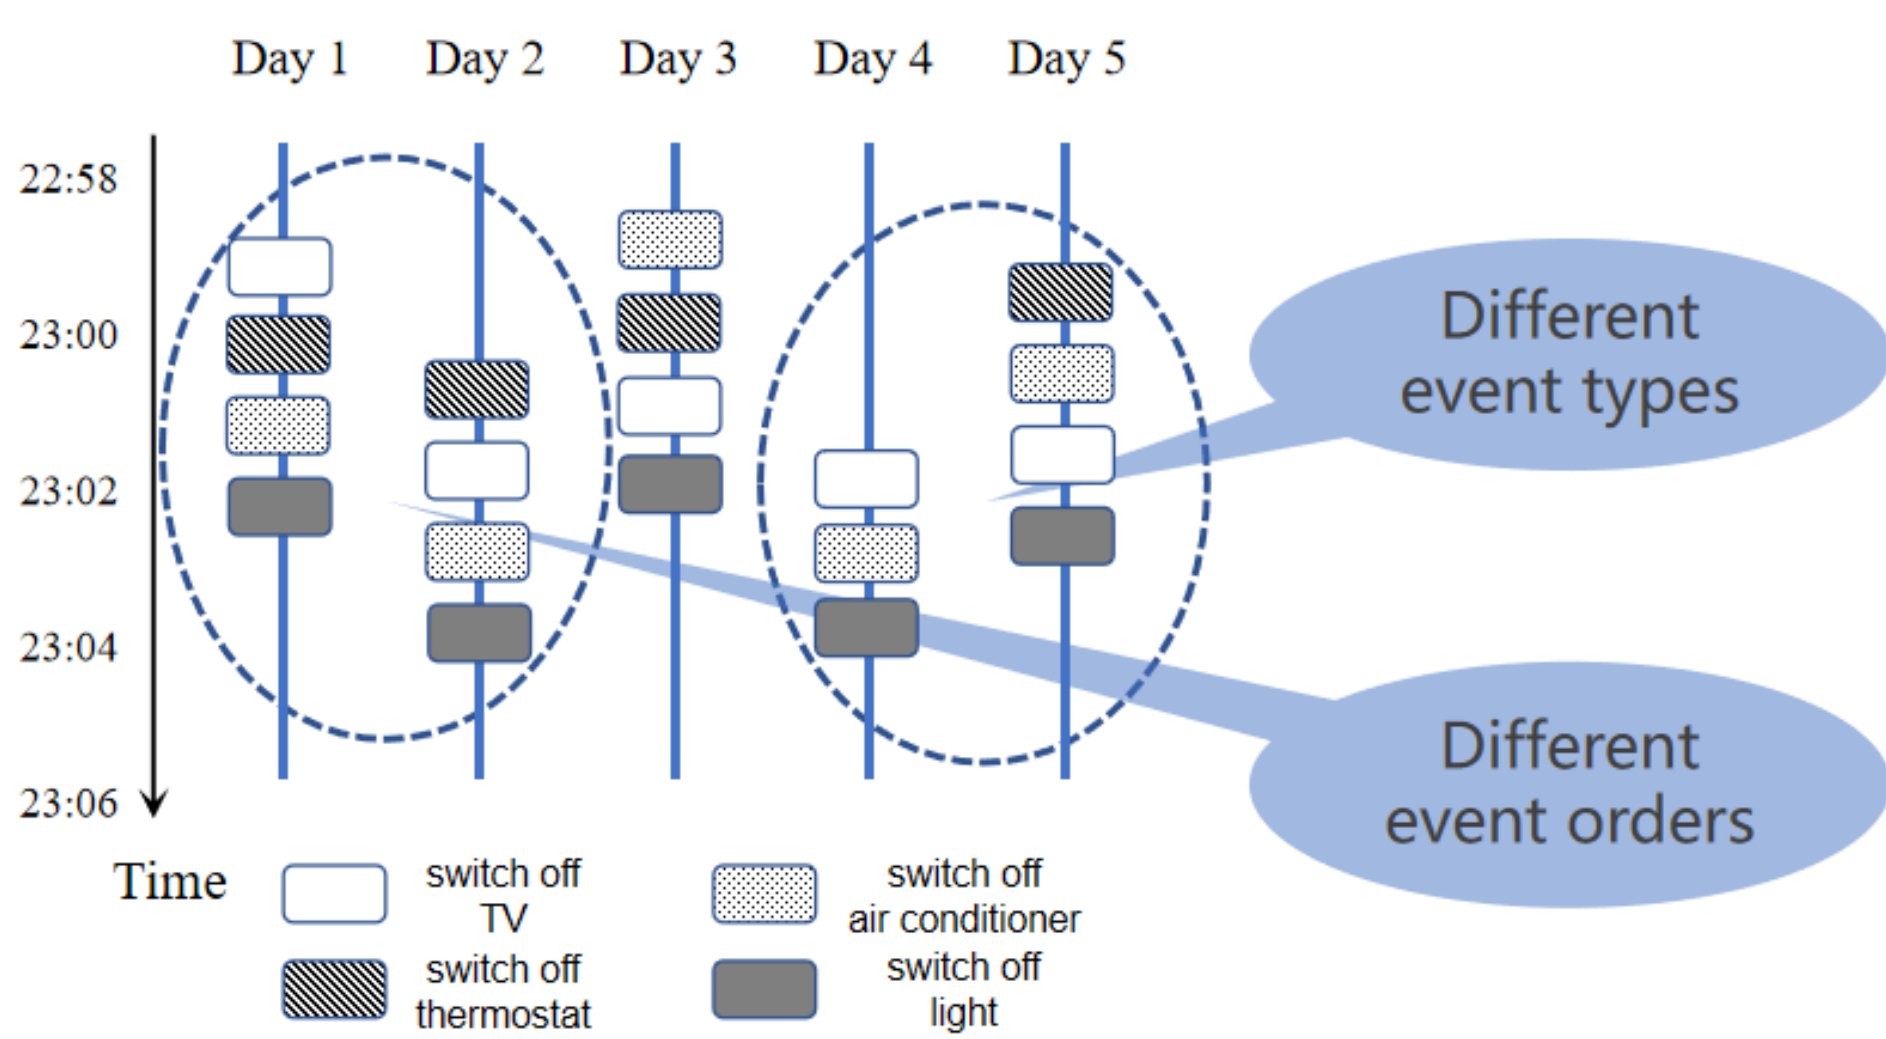 Day 1
Day 2
Day 3
Day 4
Day 5
22:58
23:00
23:02
23:04
23:06
Time
Different
event types
Different
event orders
switch off
TV
switch off
air conditioner
switch off
thermostat
switch off
light